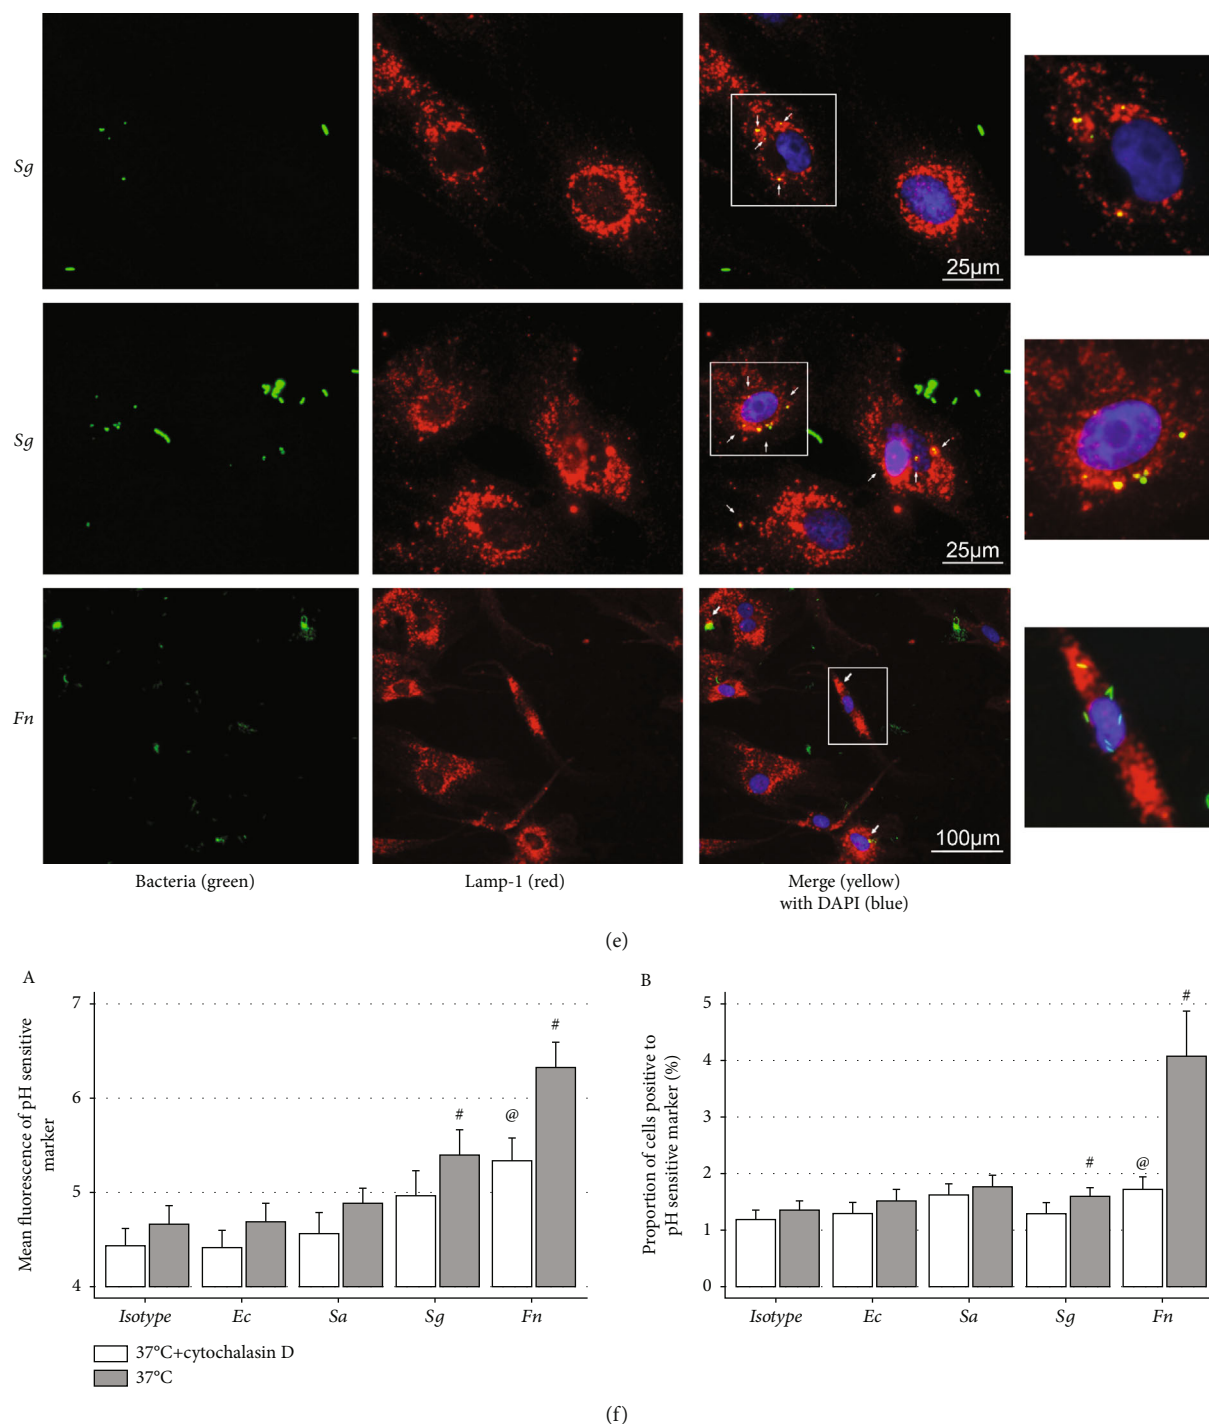 Sg
25μm
Sg
25μm
Fn
100μm
Bacteria (green)
Lamp-1 (red)
Merge (yellow)
with DAPI (blue)
(e)
A
Mean fluorescence of pH sensitive
marker
7
6
5
4
#
@
#
Isotype
Ec
Sa
Sg
Fn
37°C+cytochalasin D
37°C
B
Proportion of cells positive to
pH sensitive marker (%)
5
4
3
2
1
0
#
@
#
Isotype
Ec
Sa
Sg
Fn
(f)